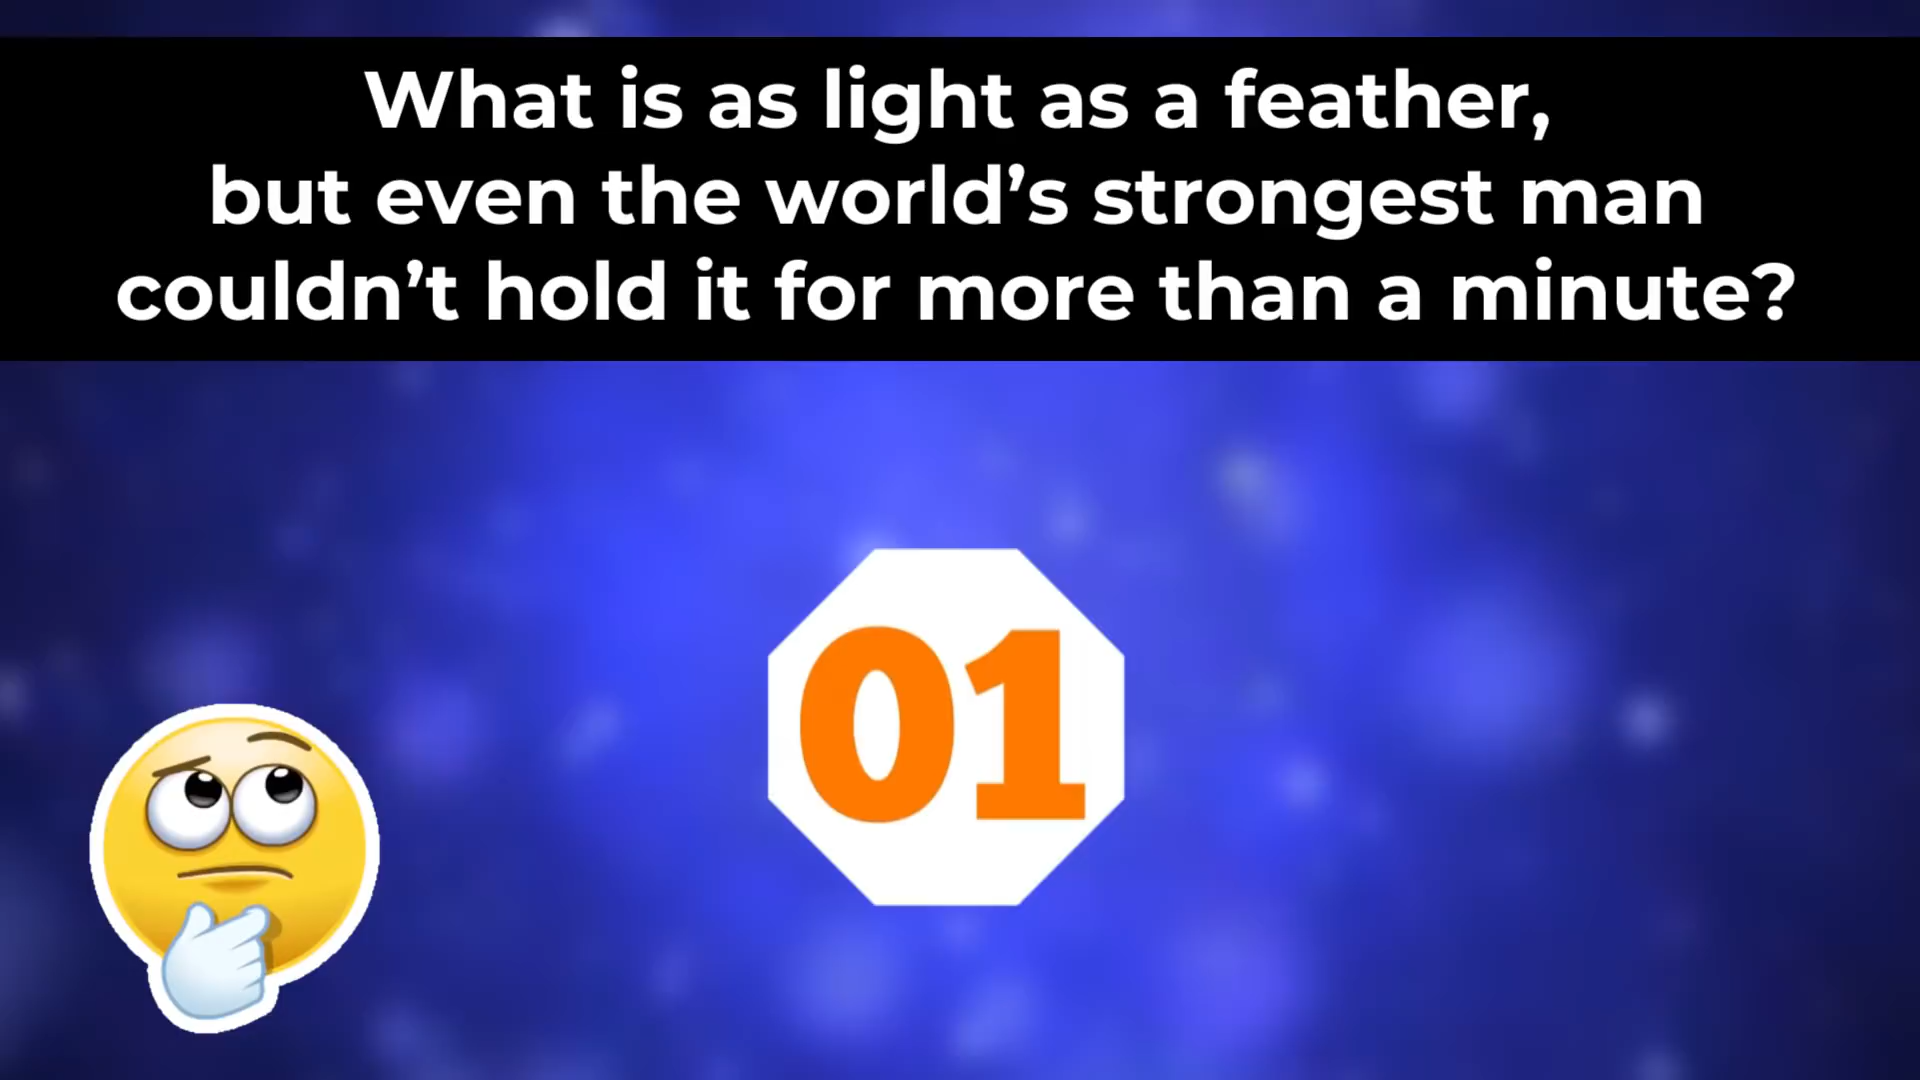 What is as light as a feather,
but even the world’s strongest man
couldn’t hold it for more than a minute?
01